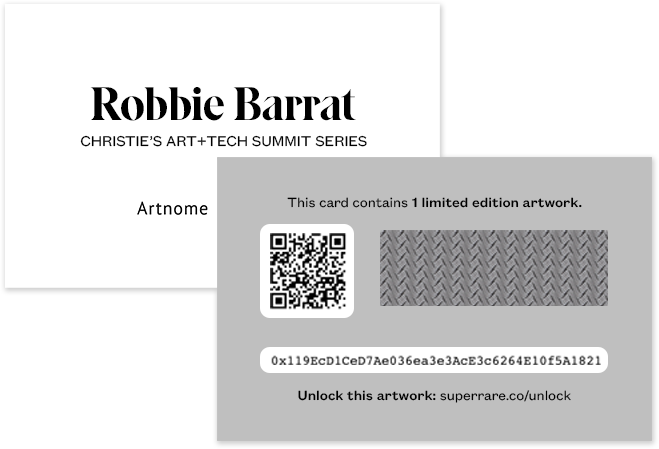 Robbie Barrat
CHRISTIE'S ART+TECH SUMMIT SERIES
Artnome
This card contains 1 limited edition artwork.
0x119EcD1CeD7Ae036ea3e3AcE3c6264E10f5A1821
Unlock this artwork: superrare.co/unlock